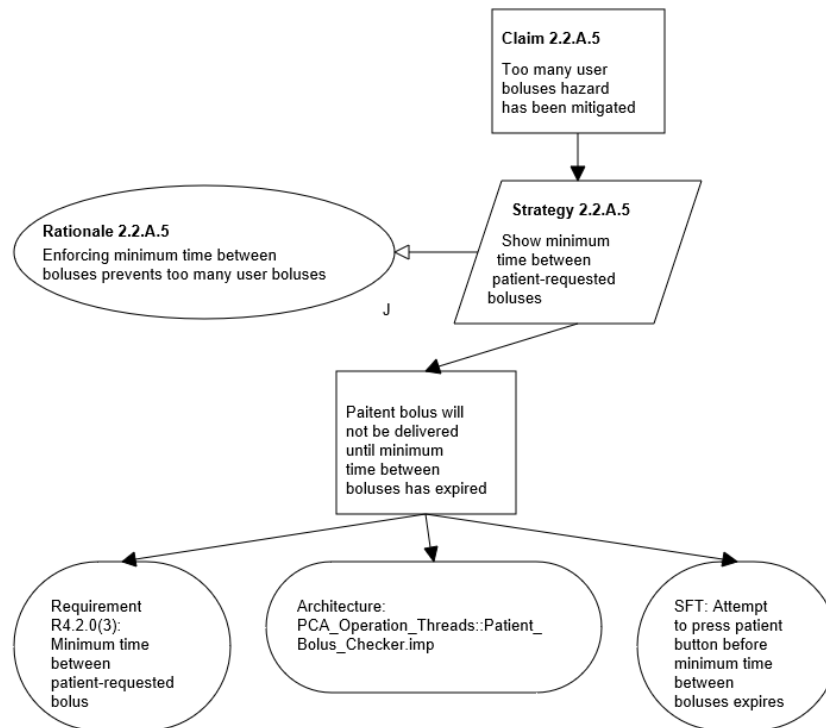 Claim 2.2.A.5
Too many user
boluses hazard
has been mitigated
Rationale 2.2.A.5
Enforcing minimum time between
boluses prevents too many user boluses
J
Strategy 2.2.A.5
Show minimum
time between
patient-requested
boluses
Paitent bolus will
not be delivered
until minimum
time between
boluses has expired
Requirement
R4.2.0(3):
Minimum time
between
patient-requested
bolus
Architecture:
PCA_Operation_Threads::Patient_
Bolus_Checker.imp
SFT: Attempt
to press patient
button before
minimum time
between
boluses expires